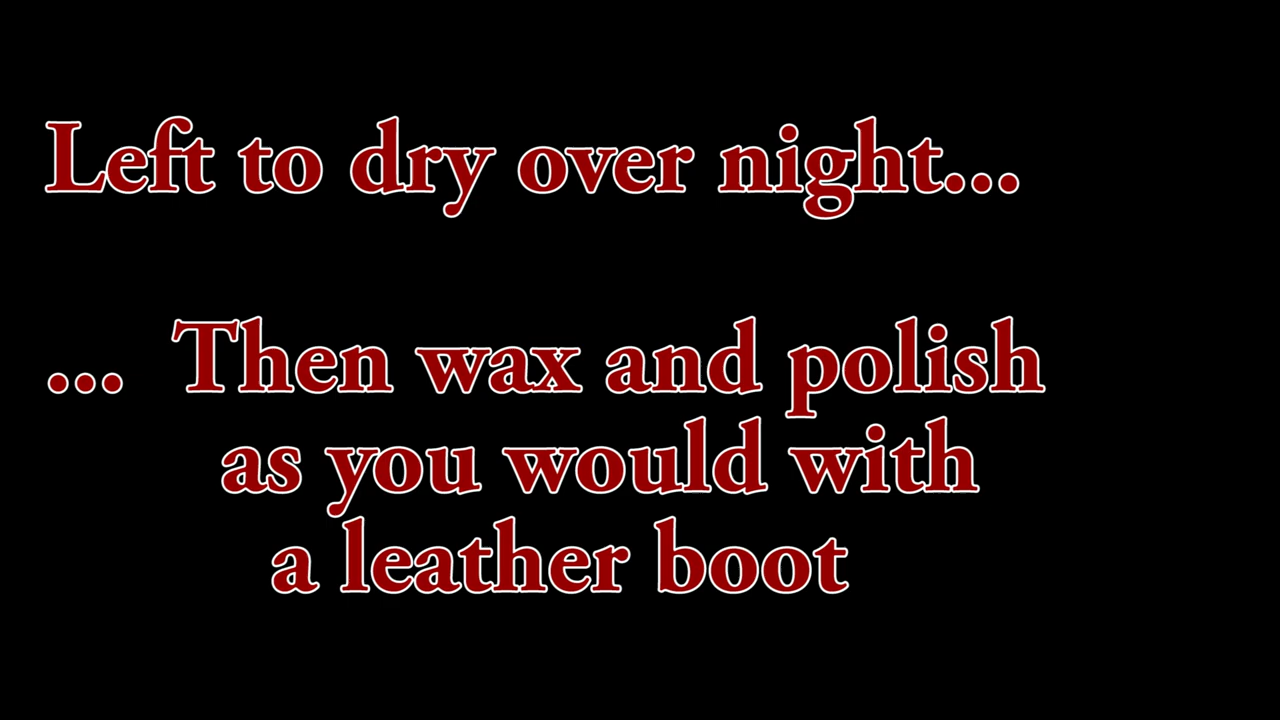 Left to dry over night...
... Then wax and polish
as you would with
a leather boot